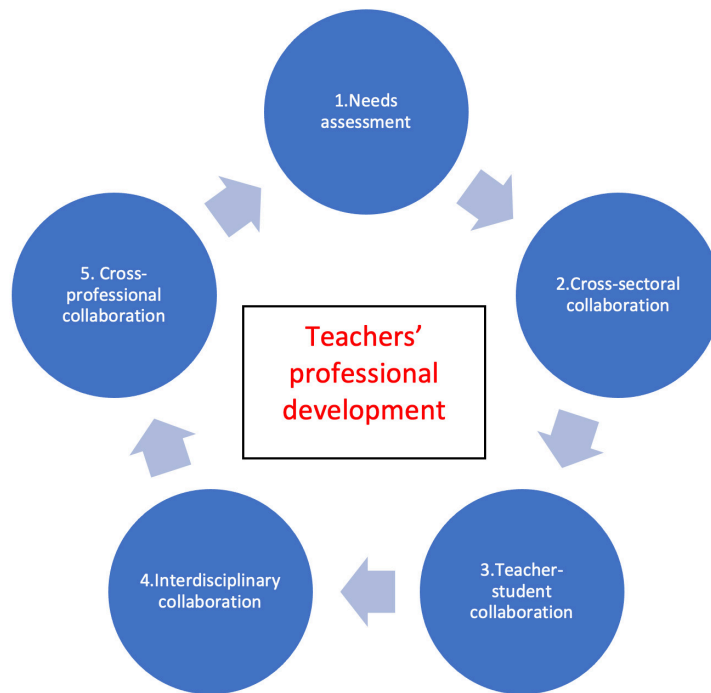 1.Needs
assessment
2.Cross-sectoral
collaboration
3.Teacher-
student
collaboration
4.Interdisciplinary
collaboration
5. Cross-
professional
collaboration
Teachers’
professional
development